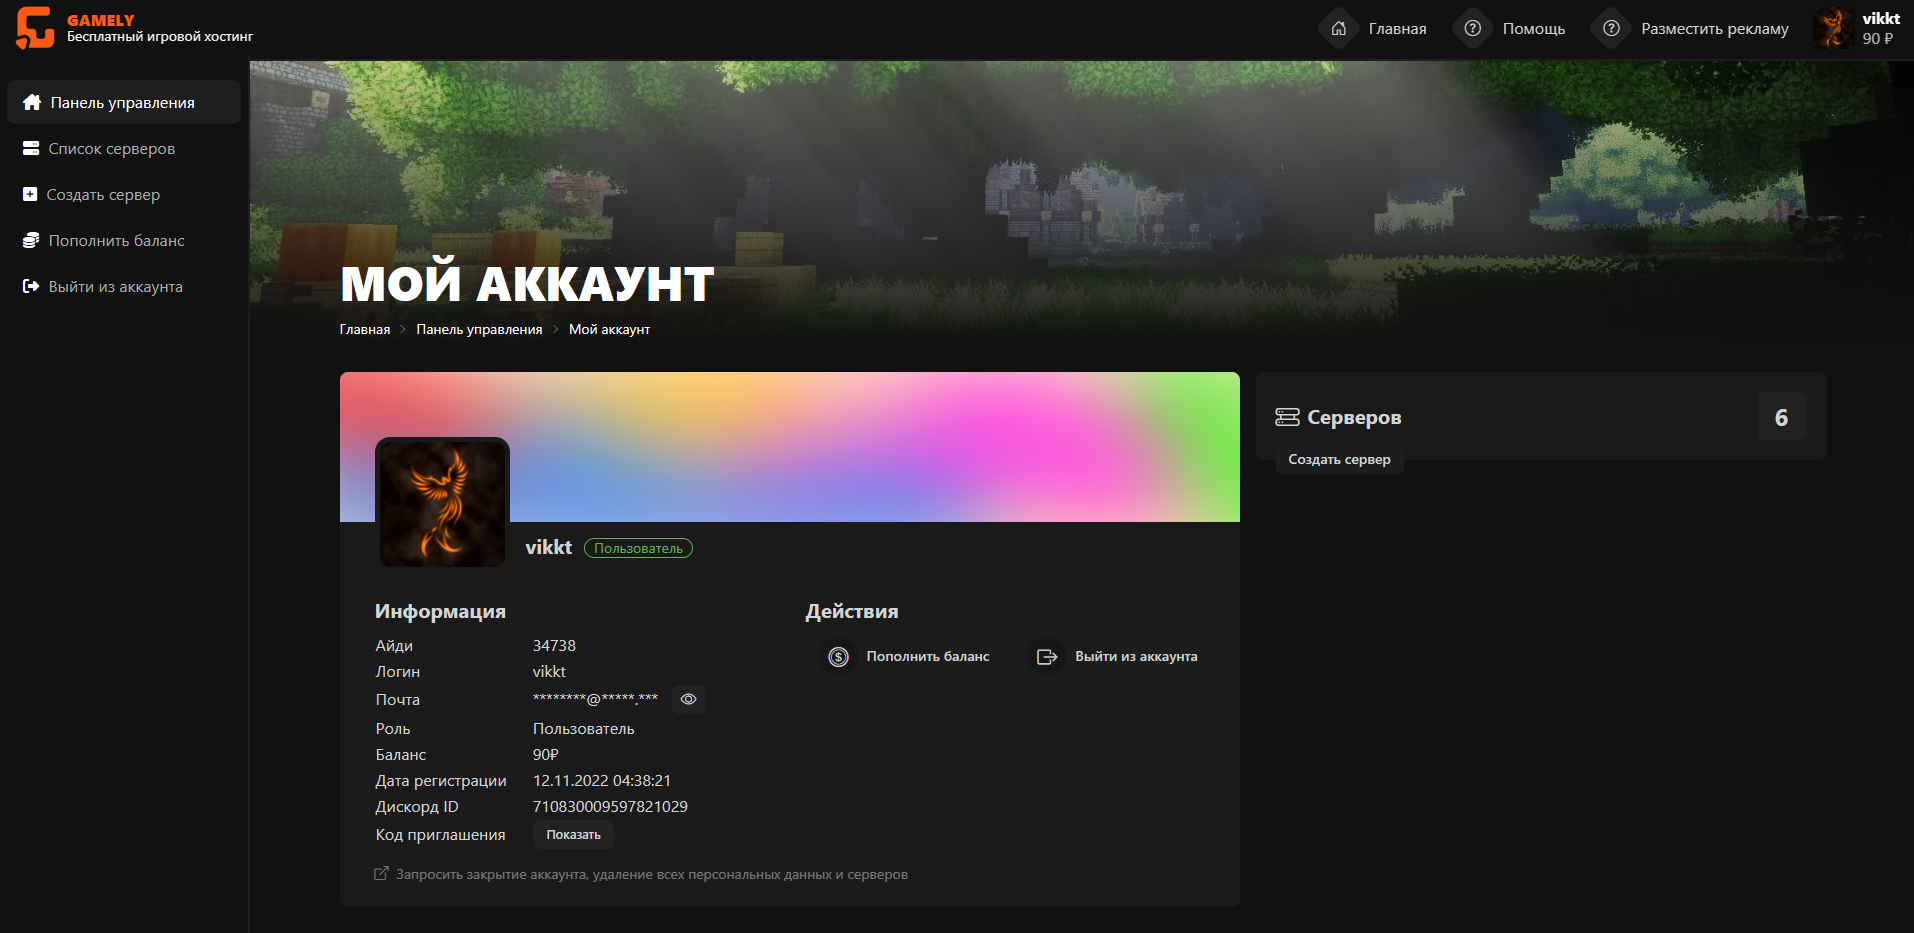 GAMELY
Бесплатный игровой хостинг
Главная
Помощь
Разместить рекламу
vikkt
90 ₽
Панель управления
Список серверов
Создать сервер
Пополнить баланс
Выйти из аккаунта
МОЙ АККАУНТ
Главная > Панель управления > Мой аккаунт
vikkt Пользователь
Информация
Айди 34738
Логин vikkt
Почта ********@*****.***
Роль Пользователь
Баланс 90₽
Дата регистрации 12.11.2022 04:38:21
Дискорд ID 710830009597821029
Код приглашения Показать
Запросить закрытие аккаунта, удаление всех персональных данных и серверов
Действия
Пополнить баланс
Выйти из аккаунта
Серверов 6
Создать сервер